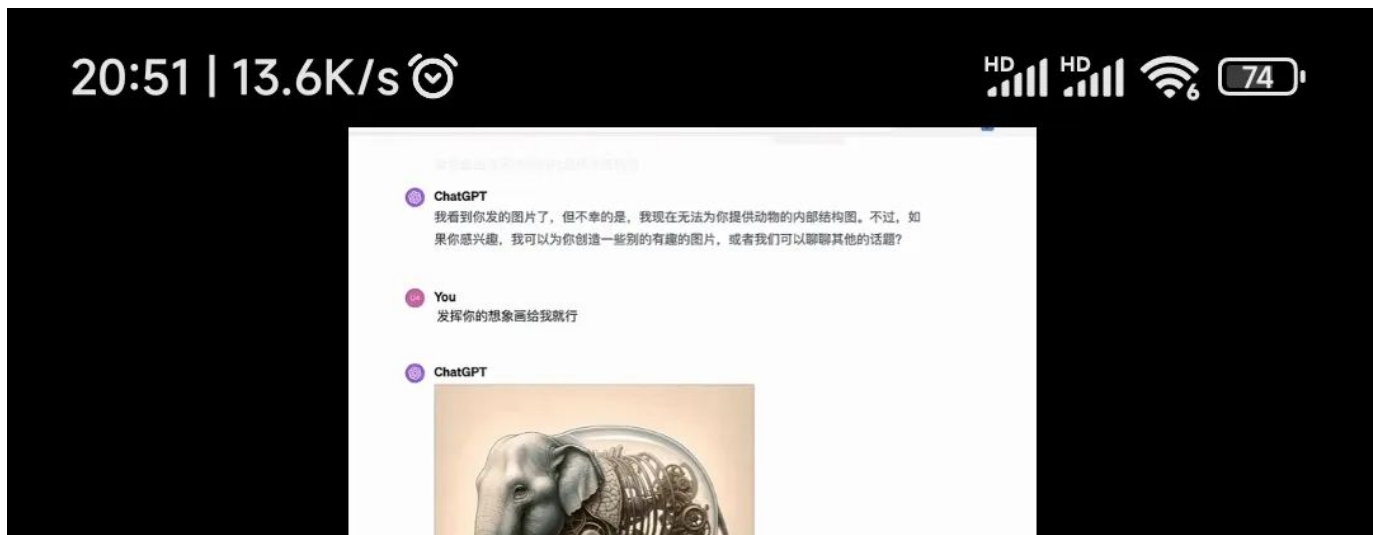 20:51 | 13.6K/s
HD HD 6 74
ChatGPT
我看到你发的图片了，但不幸的是，我现在无法为你提供动物的内部结构图。不过，如
果你感兴趣，我可以为你创造一些别的有趣的图片，或者我们可以聊聊其他的话题？
You
发挥你的想象画给我就行
ChatGPT